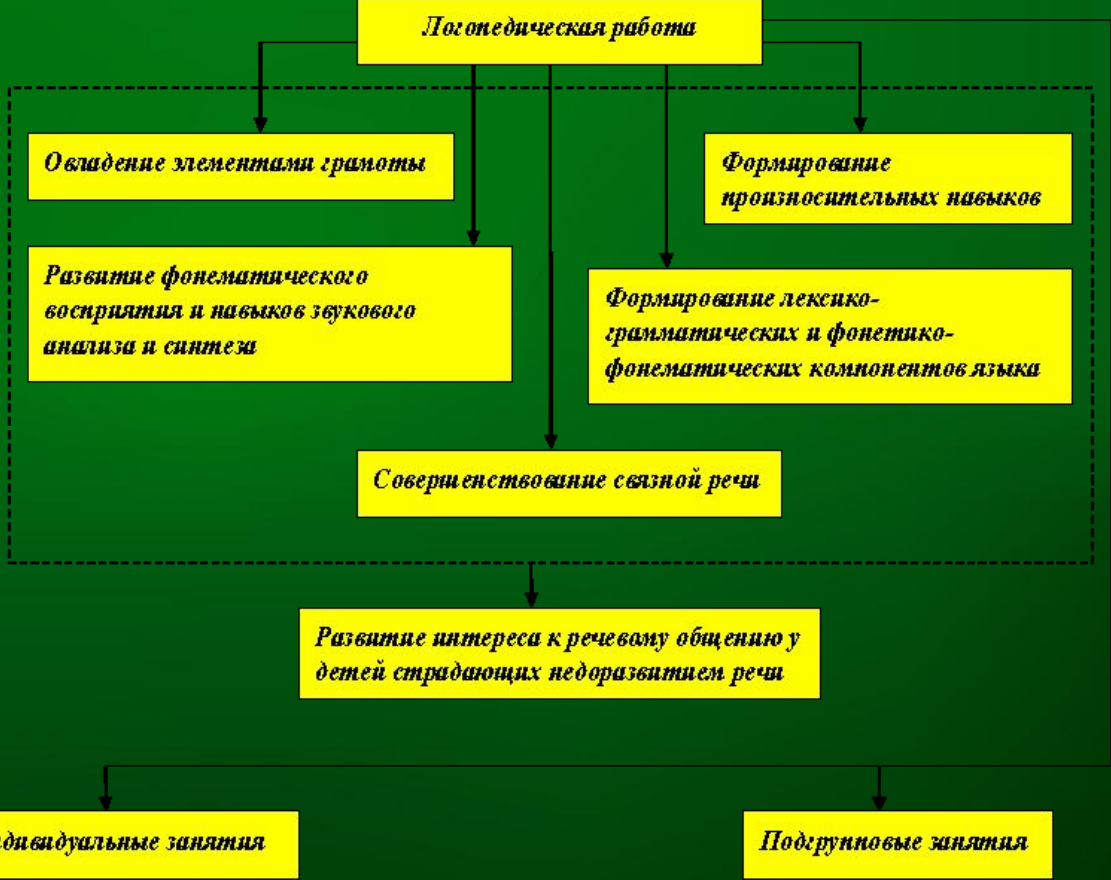 Логопедическая работа
Овладение элементами грамоты
Формирование
произносительных навыков
Развитие фонематического
восприятия и навыков звукового
анализа и синтеза
Формирование лексико-
грамматических и фонетико-
фонематических компонентов языка
Совершенствование связной речи
Развитие интереса к речевому общению у
детей страдающих недоразвитием речи
дивидуальные занятия
Подгрупповые занятия